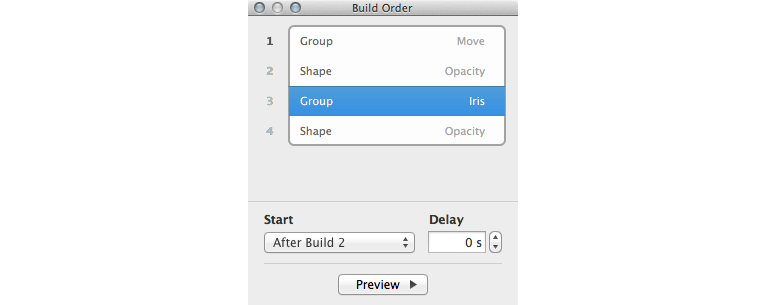 Build Order
1 Group Move
2 Shape Opacity
3 Group Iris
4 Shape Opacity
Start Delay
After Build 2 0 s
Preview